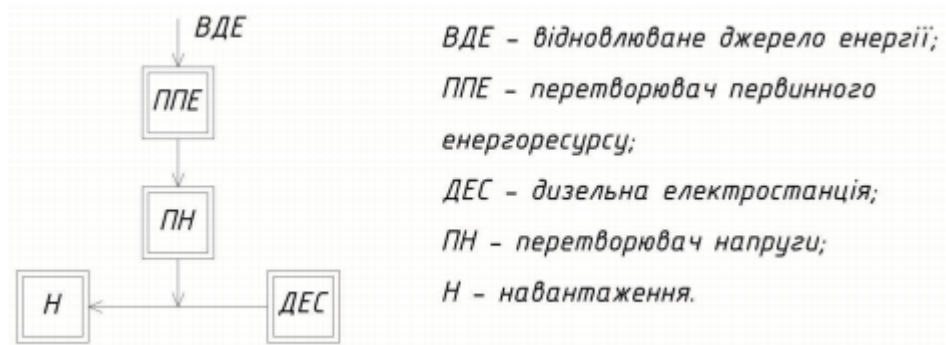 ВДЕ
ППЕ
ПН
Н
ДЕС
ВДЕ – відновлюване джерело енергії;
ППЕ – перетворювач первинного
енергоресурсу;
ДЕС – дизельна електростанція;
ПН – перетворювач напруги;
Н – навантаження.